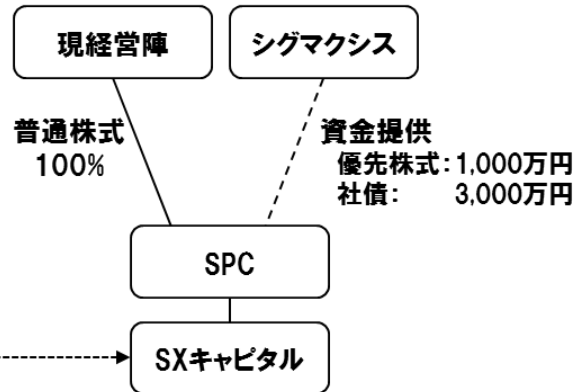 現経営陣
シグマクシス
普通株式
100%
資金提供
優先株式：1,000万円
社債：　3,000万円
SPC
SXキャピタル